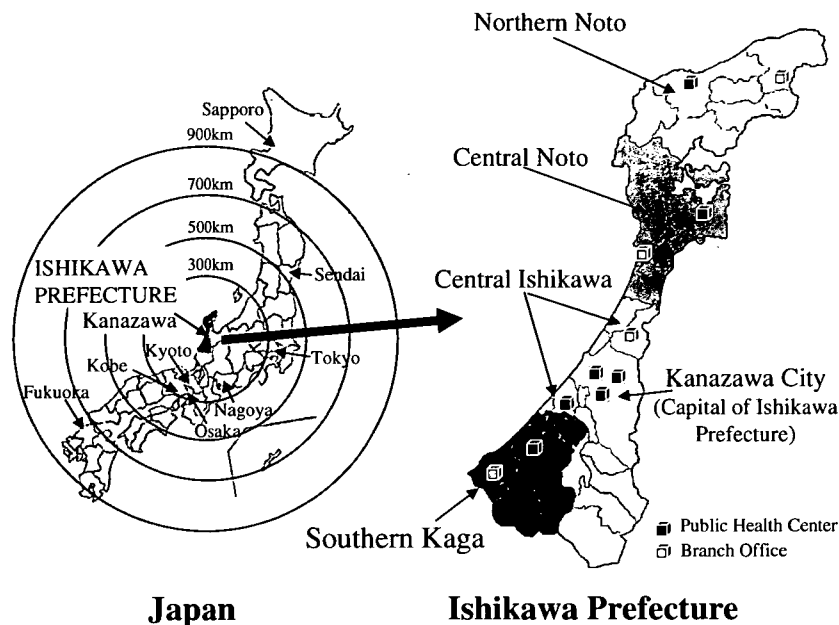 Northern Noto
Sapporo
900km
Central Noto
700km
500km
ISHIKAWA
PREFECTURE
300km
Sendai
Central Ishikawa
Kanazawa
Kyoto
Tokyo
Kobe
Fukuoka
Nagoya
Osaka
Kanazawa City
(Capital of Ishikawa
Prefecture)
Southern Kaga
Public Health Center
Branch Office
Japan
Ishikawa Prefecture